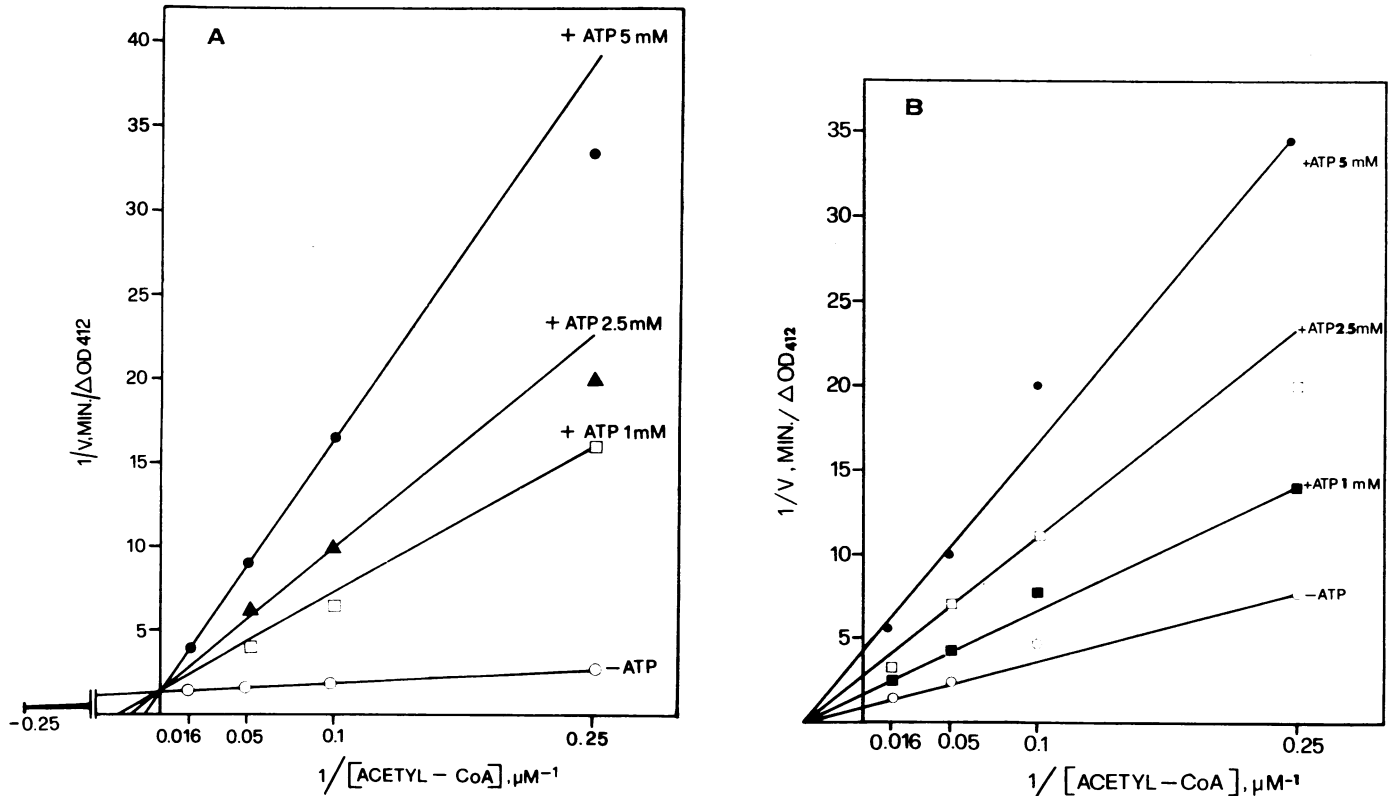 A
40
35
30
25
20
15
10
5
1/V.MIN./△OD412
+ ATP 5 mM
+ ATP 2.5 mM
+ ATP 1 mM
−ATP
−0.25
0.016 0.05 0.1 0.25
1/[ACETYL − CoA], μM⁻¹
B
35
30
25
20
15
10
5
1/V, MIN./△OD412
+ATP 5 mM
+ATP 2.5 mM
+ATP 1 mM
−ATP
0.016 0.05 0.1 0.25
1/[ACETYL−CoA], μM⁻¹